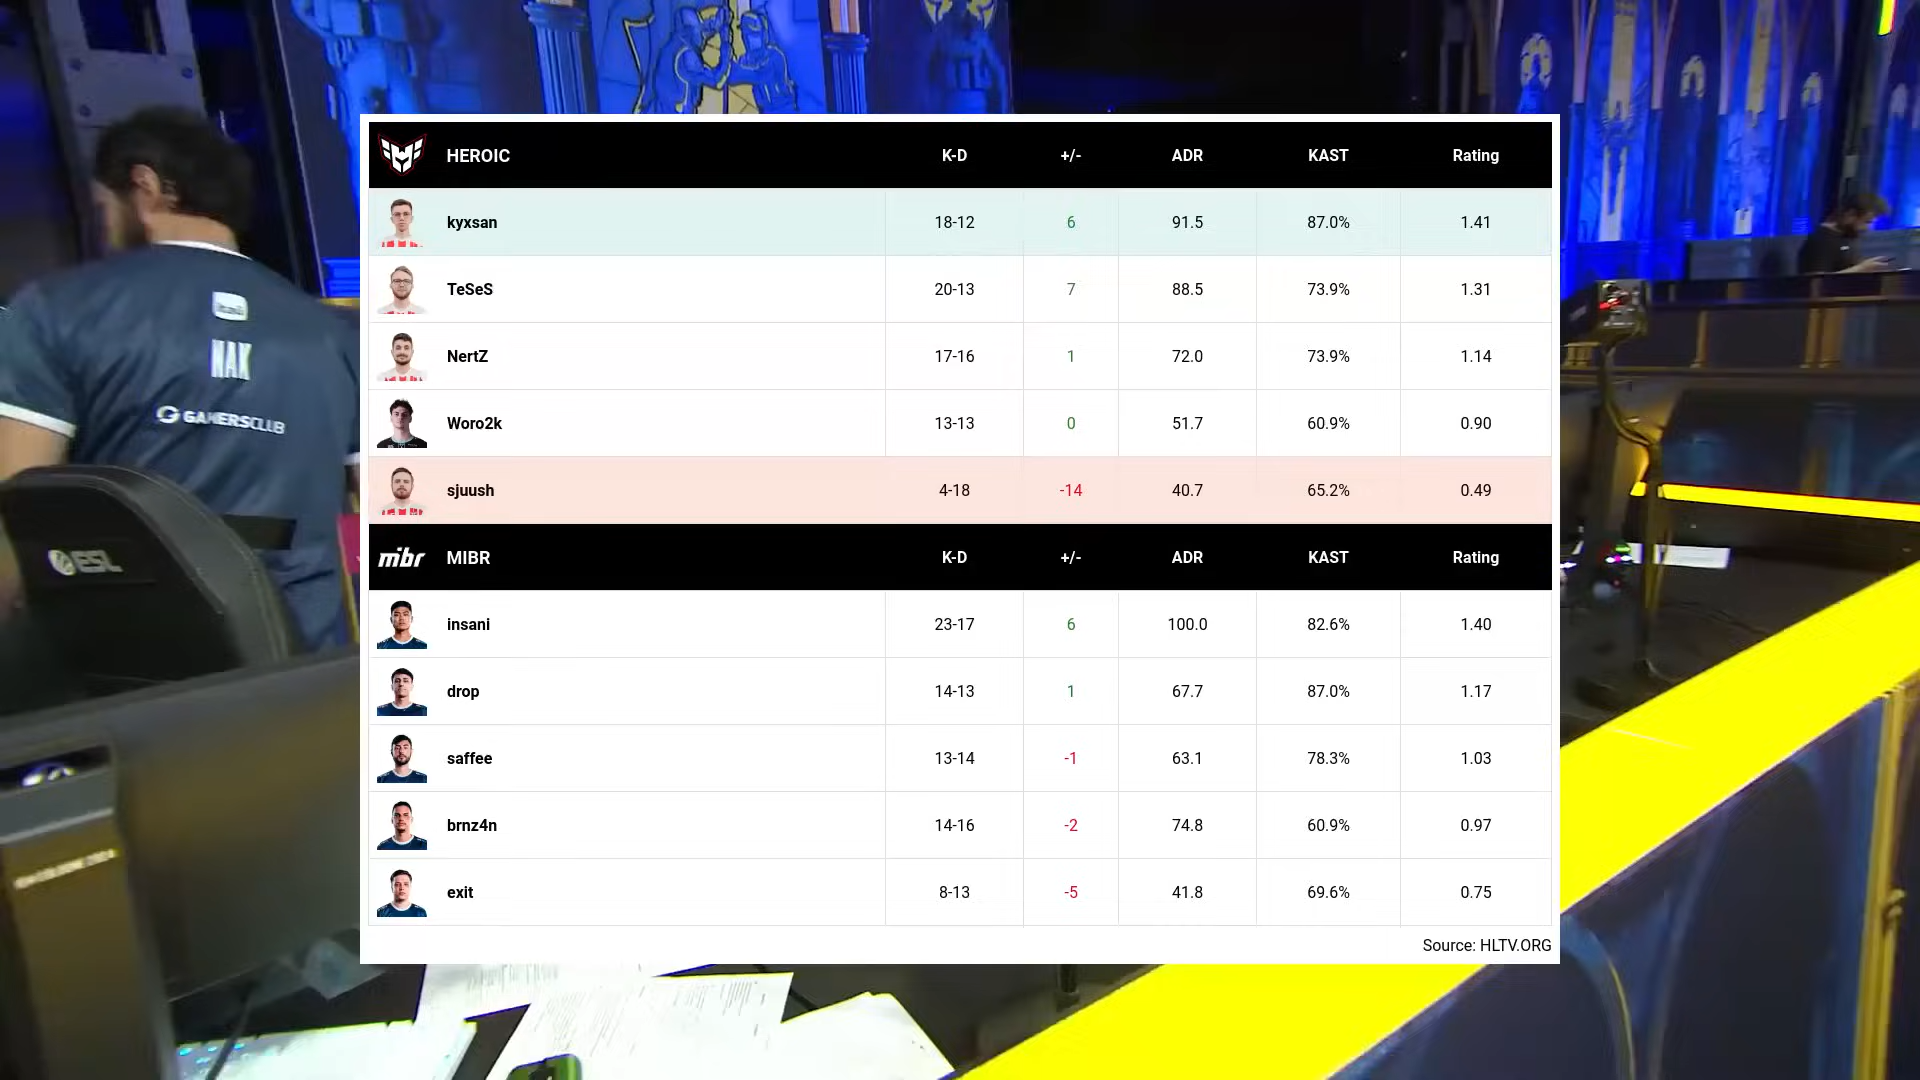 HEROIC K-D +/- ADR KAST Rating
kyxsan 18-12 6 91.5 87.0% 1.41
TeSeS 20-13 7 88.5 73.9% 1.31
NertZ 17-16 1 72.0 73.9% 1.14
Woro2k 13-13 0 51.7 60.9% 0.90
sjuush 4-18 -14 40.7 65.2% 0.49
mibr MIBR K-D +/- ADR KAST Rating
insani 23-17 6 100.0 82.6% 1.40
drop 14-13 1 67.7 87.0% 1.17
saffee 13-14 -1 63.1 78.3% 1.03
brnz4n 14-16 -2 74.8 60.9% 0.97
exit 8-13 -5 41.8 69.6% 0.75
Source: HLTV.ORG
NAK
GAMERSCLUB
ESL